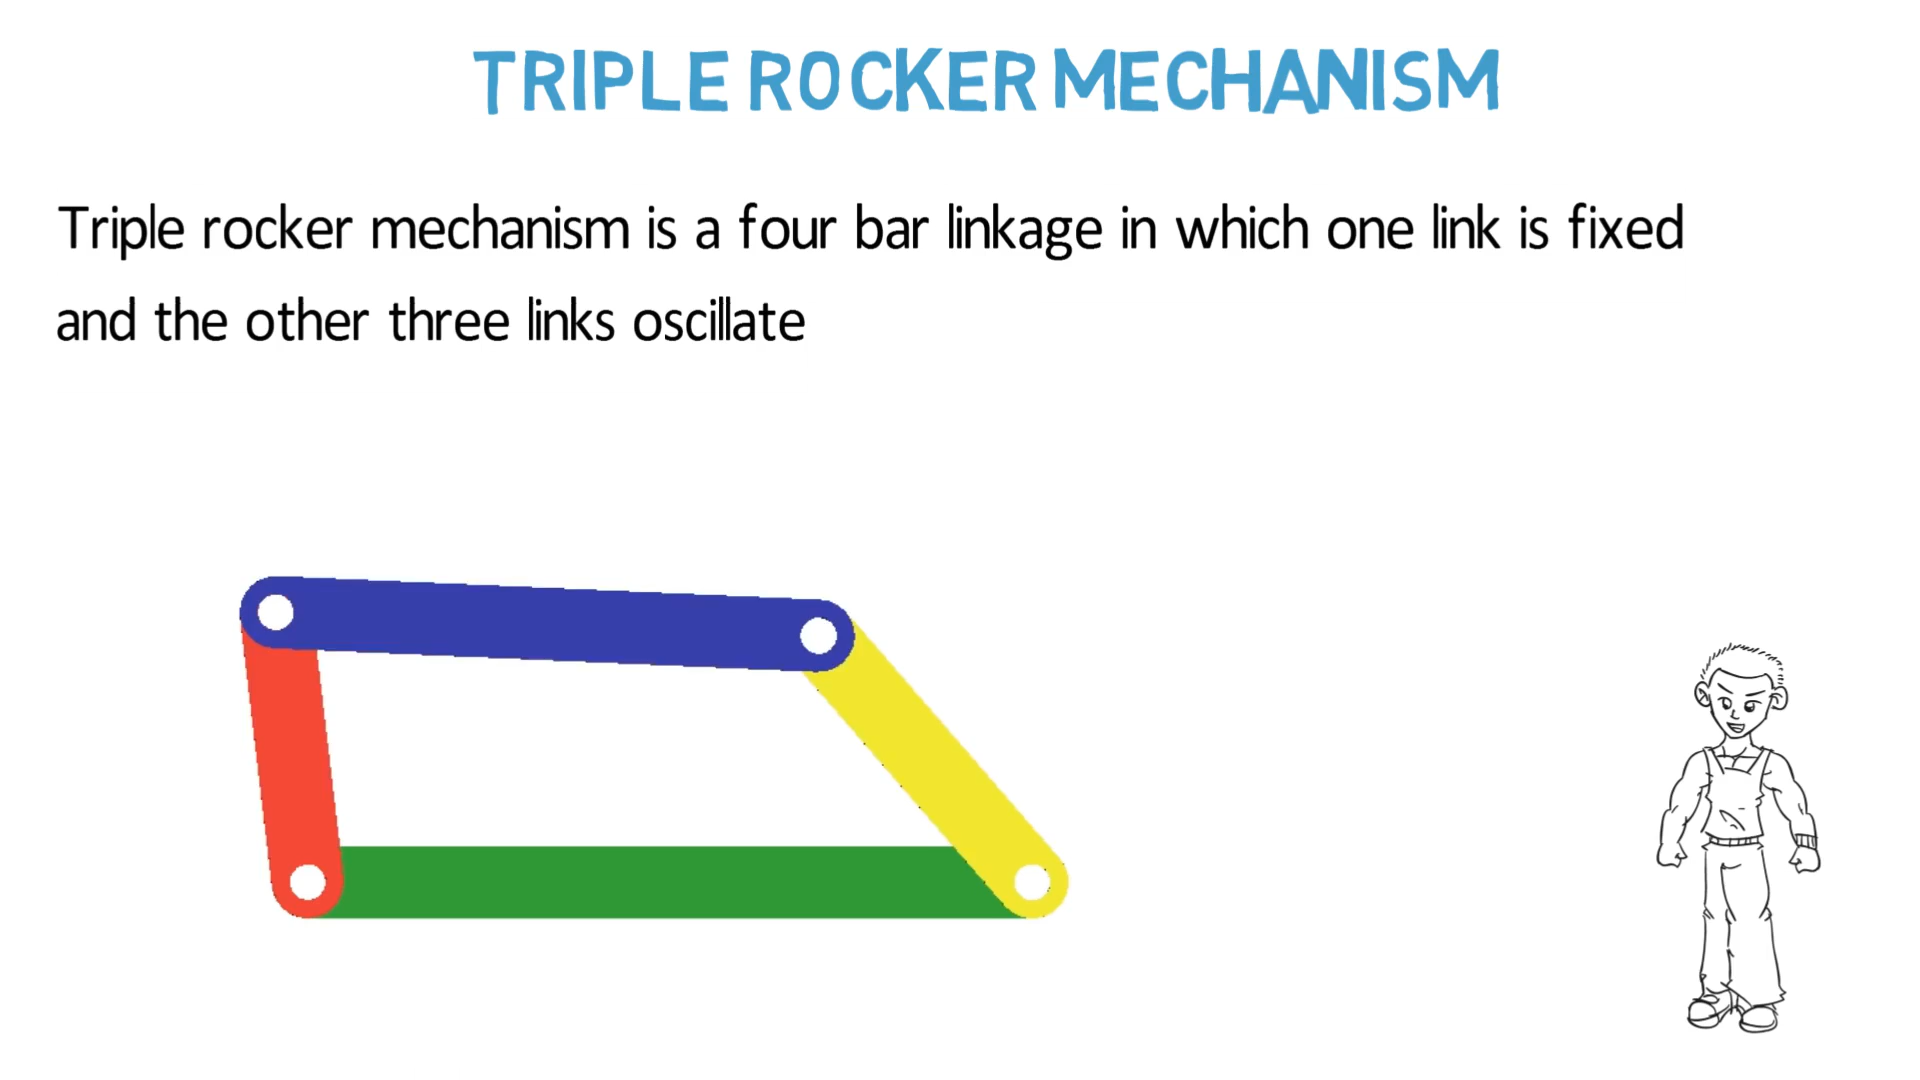 TRIPLE ROCKER MECHANISM
Triple rocker mechanism is a four bar linkage in which one link is fixed
and the other three links oscillate